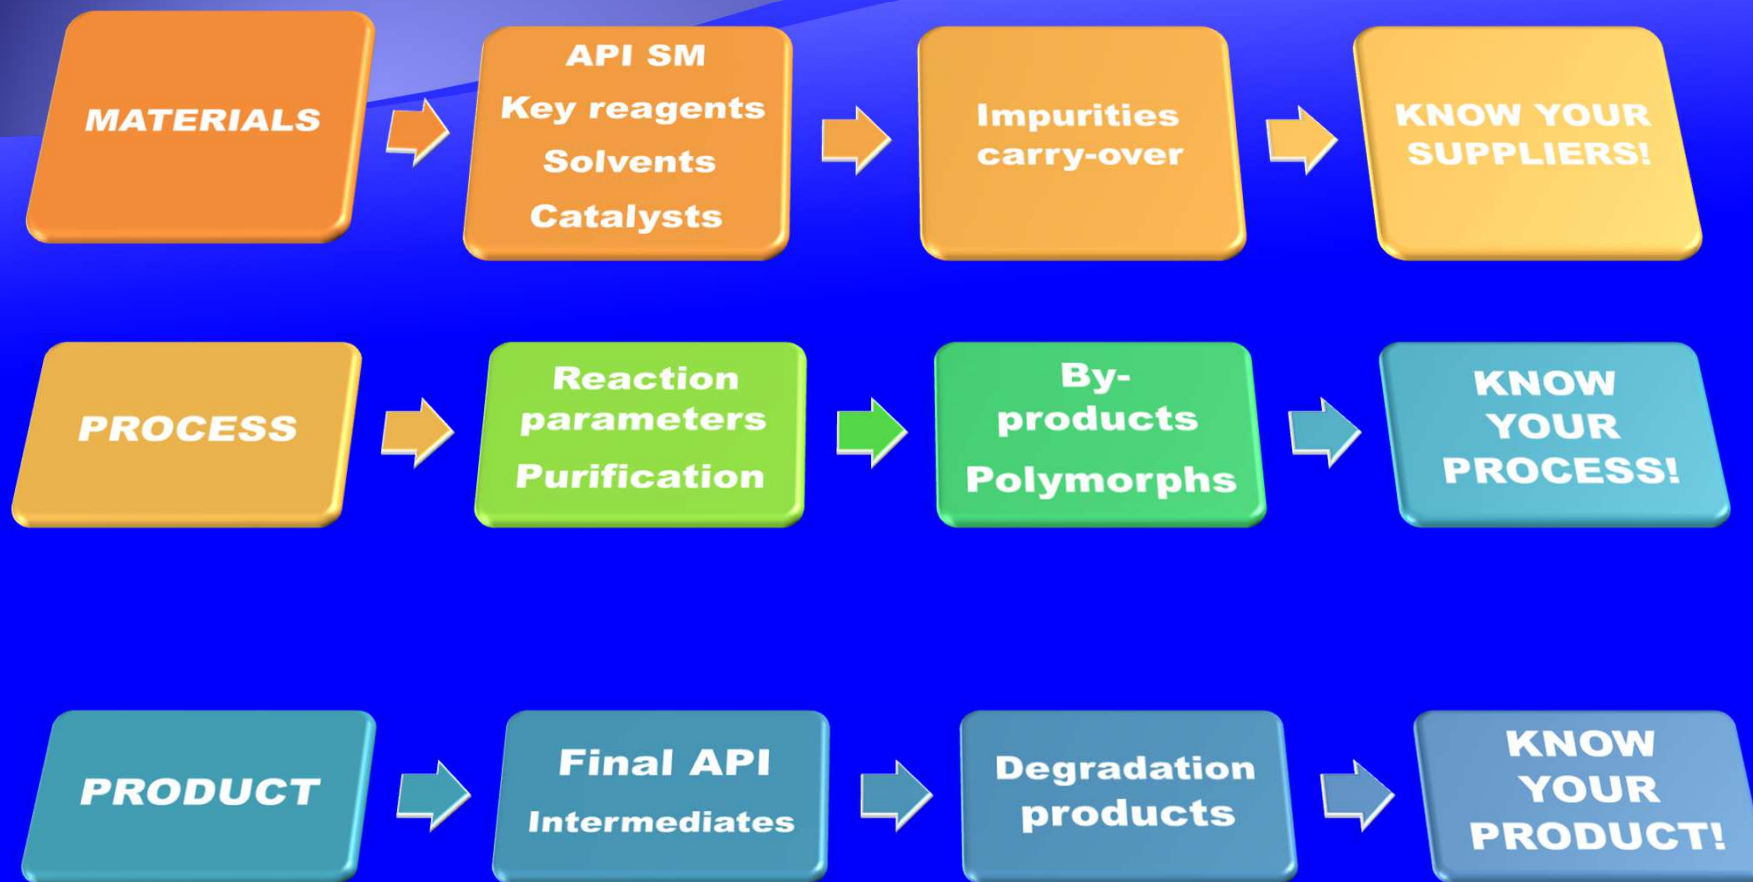 MATERIALS
API SM
Key reagents
Solvents
Catalysts
Impurities
carry-over
KNOW YOUR
SUPPLIERS!
PROCESS
Reaction
parameters
Purification
By-
products
Polymorphs
KNOW
YOUR
PROCESS!
PRODUCT
Final API
Intermediates
Degradation
products
KNOW
YOUR
PRODUCT!